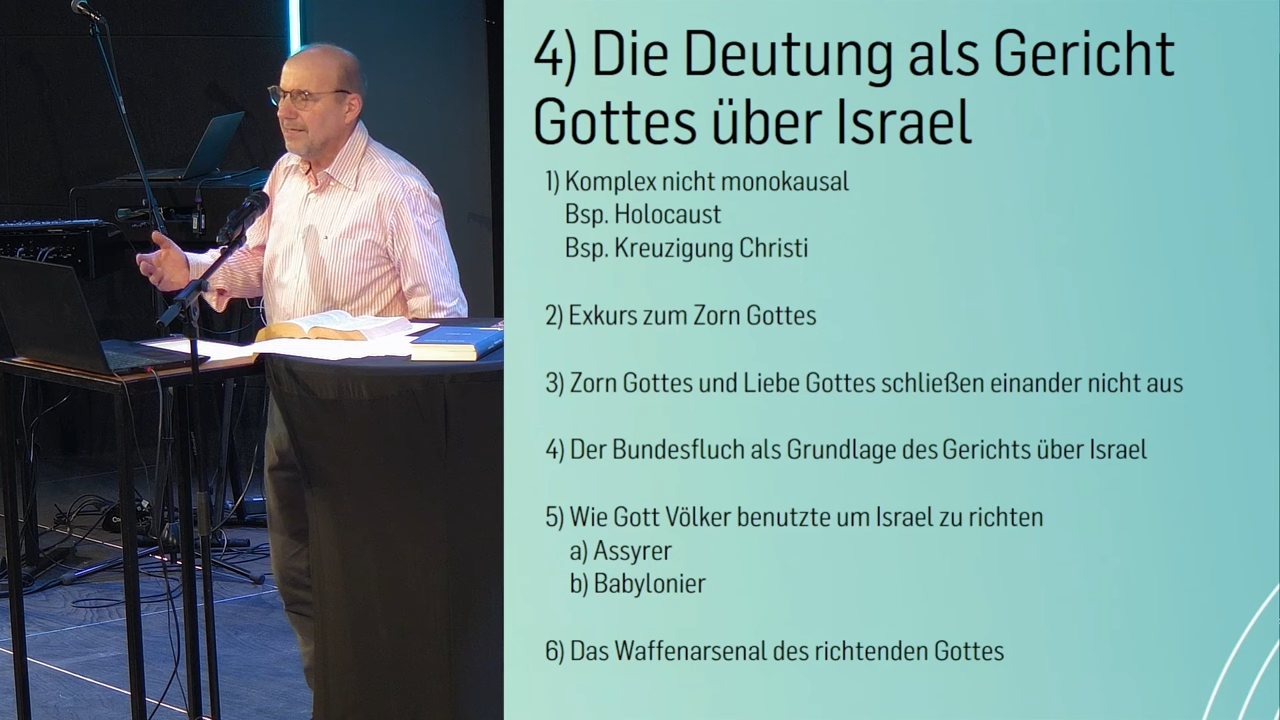 4) Die Deutung als Gericht
Gottes über Israel
1) Komplex nicht monokausal
Bsp. Holocaust
Bsp. Kreuzigung Christi
2) Exkurs zum Zorn Gottes
3) Zorn Gottes und Liebe Gottes schließen einander nicht aus
4) Der Bundesfluch als Grundlage des Gerichts über Israel
5) Wie Gott Völker benutzte um Israel zu richten
a) Assyrer
b) Babylonier
6) Das Waffenarsenal des richtenden Gottes